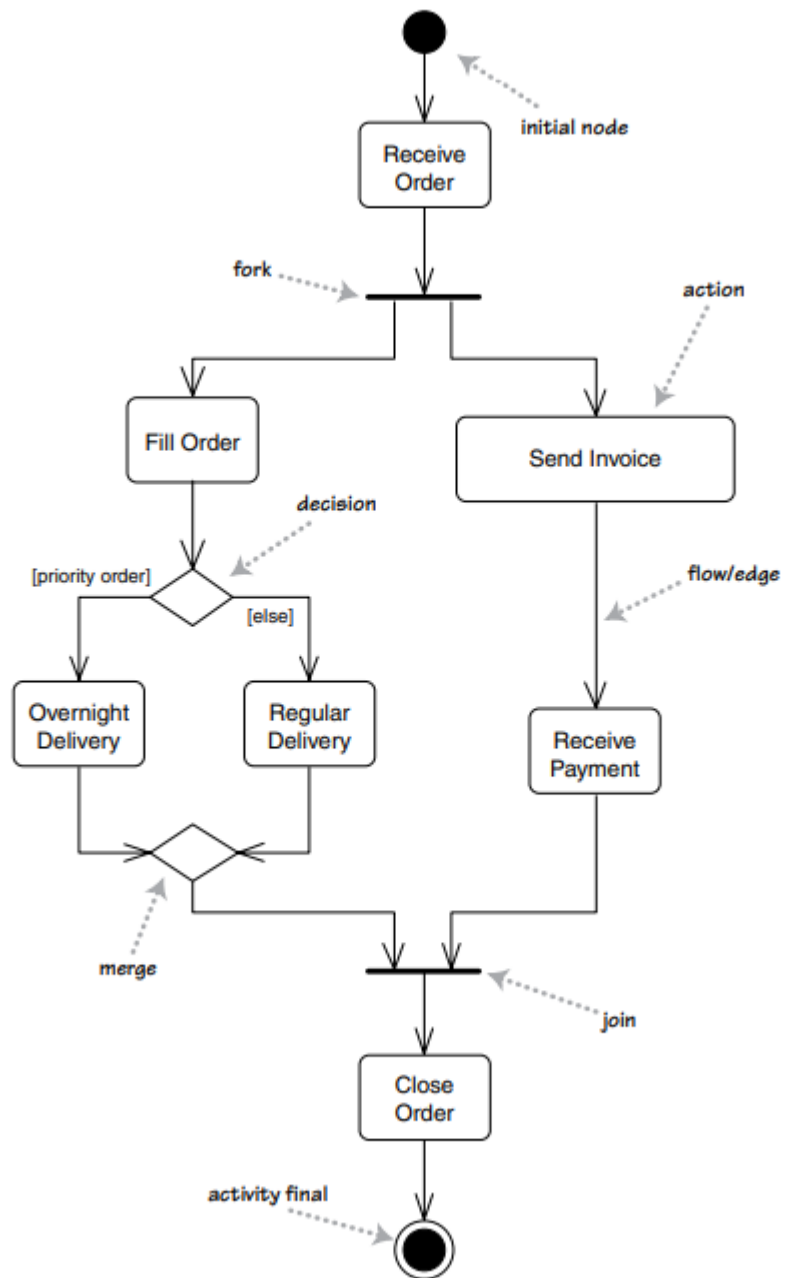 initial node
Receive
Order
fork
action
Fill Order
Send Invoice
decision
[priority order]
[else]
flow/edge
Overnight
Delivery
Regular
Delivery
Receive
Payment
merge
join
Close
Order
activity final